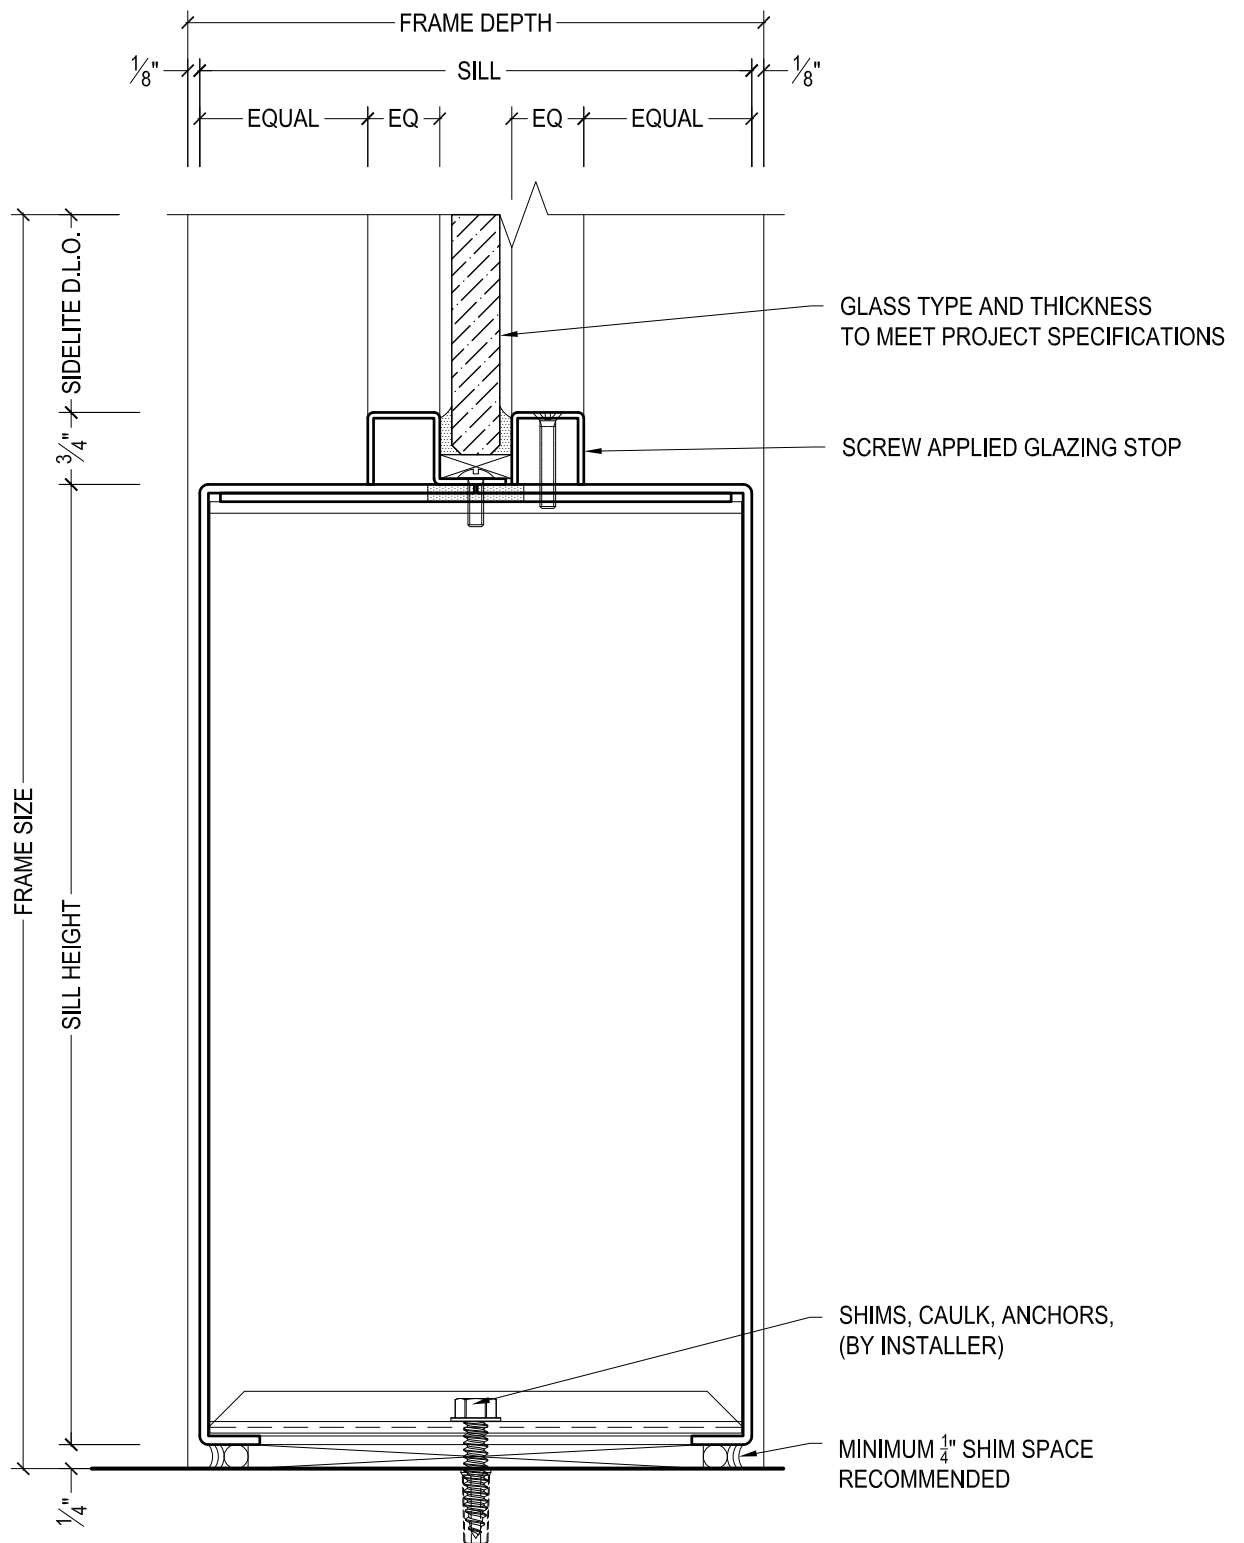 FRAME DEPTH
1/8"
SILL
1/8"
EQUAL
EQ
EQ
EQUAL
SIDELITE D.L.O.
GLASS TYPE AND THICKNESS
TO MEET PROJECT SPECIFICATIONS
3/4"
SCREW APPLIED GLAZING STOP
FRAME SIZE
SILL HEIGHT
SHIMS, CAULK, ANCHORS,
(BY INSTALLER)
MINIMUM 1/4" SHIM SPACE
RECOMMENDED
1/4"